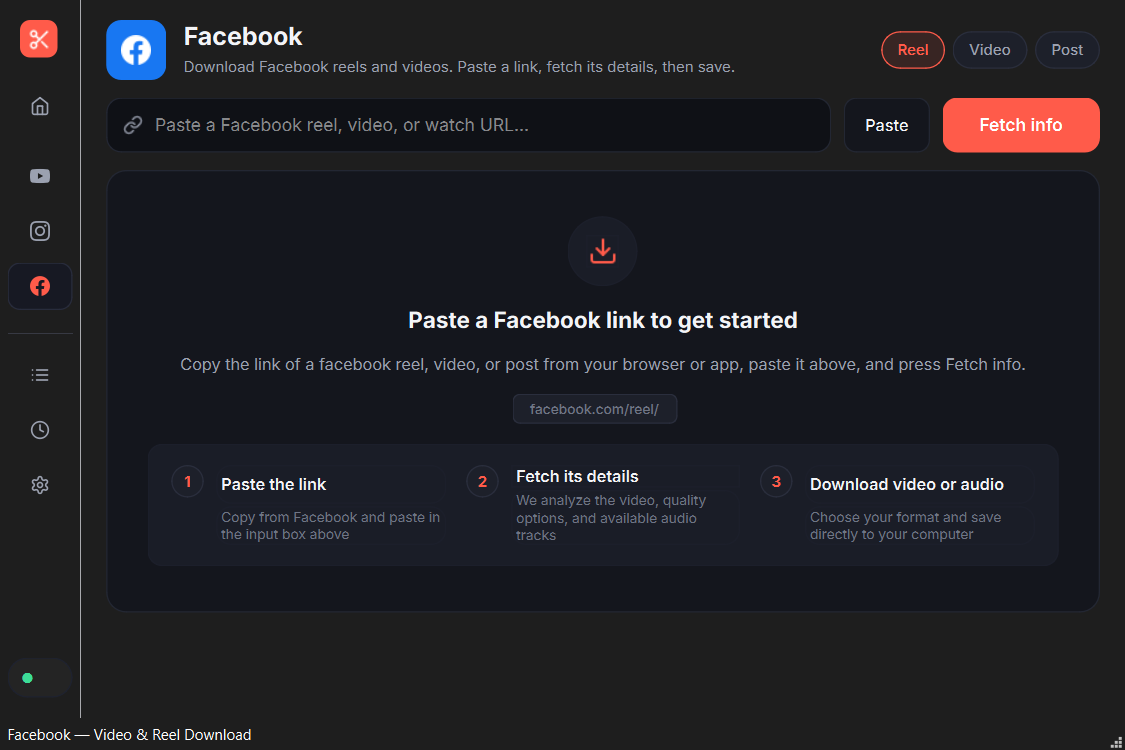 Facebook
Download Facebook reels and videos. Paste a link, fetch its details, then save.
Reel
Video
Post
Paste a Facebook reel, video, or watch URL...
Paste
Fetch info
Paste a Facebook link to get started
Copy the link of a facebook reel, video, or post from your browser or app, paste it above, and press Fetch info.
facebook.com/reel/
1
Paste the link
Copy from Facebook and paste in
the input box above
2
Fetch its details
We analyze the video, quality
options, and available audio
tracks
3
Download video or audio
Choose your format and save
directly to your computer
Facebook — Video & Reel Download